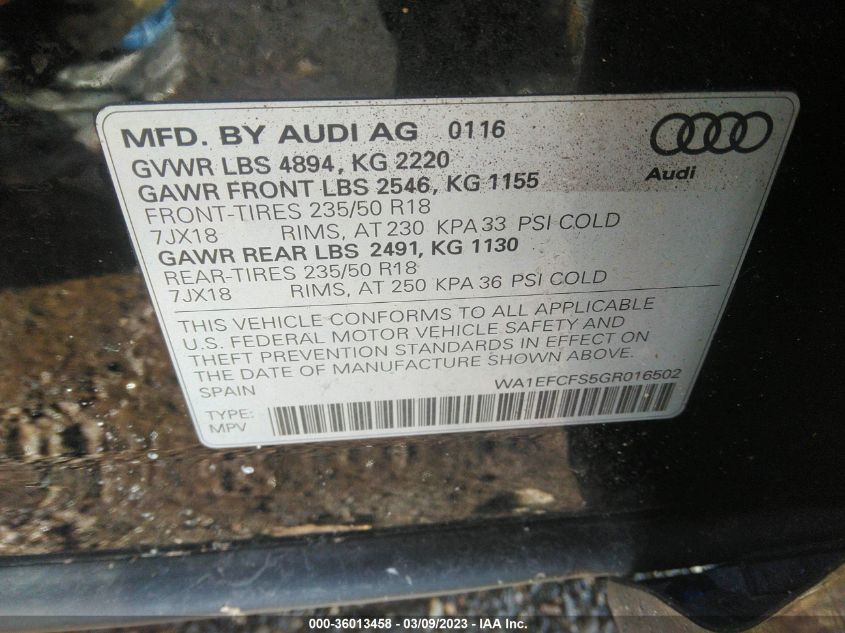 MFD. BY AUDI AG 0116
Audi
GVWR LBS 4894, KG 2220
GAWR FRONT LBS 2546, KG 1155
FRONT-TIRES 235/50 R18
7JX18 RIMS, AT 230 KPA 33 PSI COLD
GAWR REAR LBS 2491, KG 1130
REAR-TIRES 235/50 R18
7JX18 RIMS, AT 250 KPA 36 PSI COLD
THIS VEHICLE CONFORMS TO ALL APPLICABLE
U.S. FEDERAL MOTOR VEHICLE SAFETY AND
THEFT PREVENTION STANDARDS IN EFFECT ON
THE DATE OF MANUFACTURE SHOWN ABOVE.
SPAIN WA1EFCFS5GR016502
TYPE:
MPV
000-36013458 - 03/09/2023 - IAA Inc.